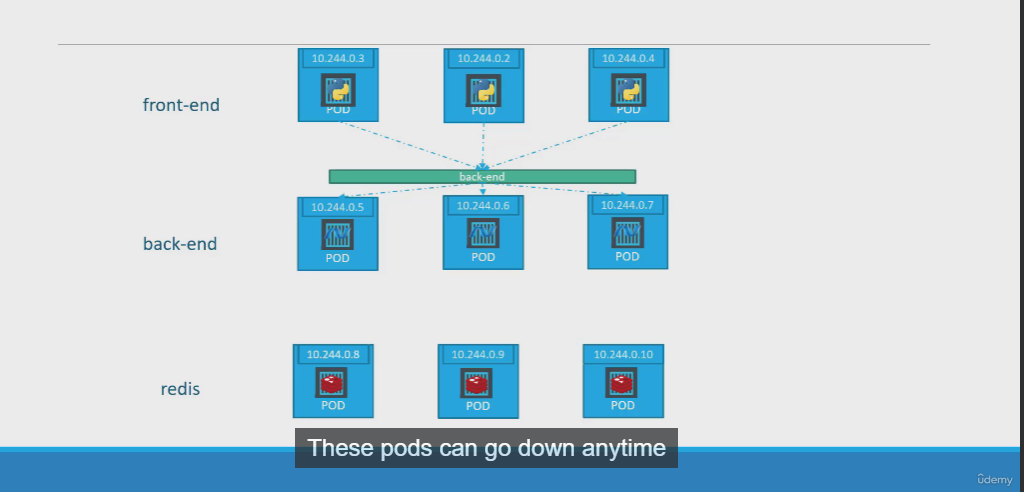 10.244.0.3 10.244.0.2 10.244.0.4
front-end
POD POD POD
back-end
10.244.0.5 10.244.0.6 10.244.0.7
back-end
POD POD POD
10.244.0.8 10.244.0.9 10.244.0.10
redis
POD POD POD
These pods can go down anytime
ûdemy